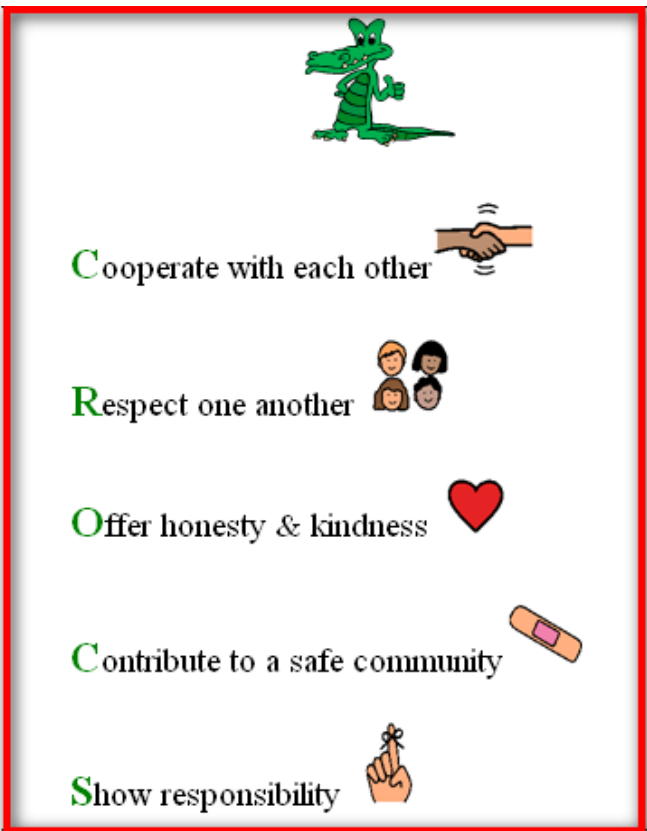 Cooperate with each other
Respect one another
Offer honesty & kindness
Contribute to a safe community
Show responsibility